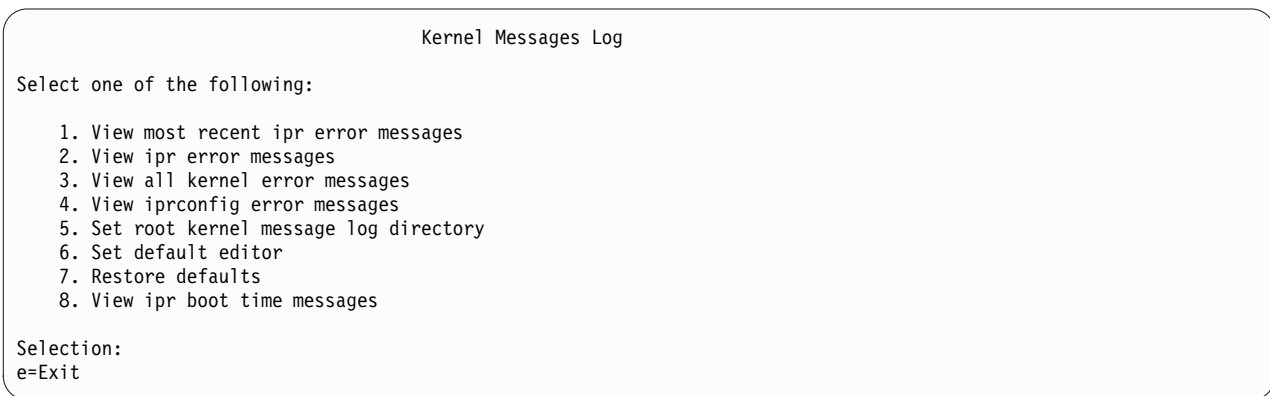 Kernel Messages Log
Select one of the following:
1. View most recent ipr error messages
2. View ipr error messages
3. View all kernel error messages
4. View iprconfig error messages
5. Set root kernel message log directory
6. Set default editor
7. Restore defaults
8. View ipr boot time messages
Selection:
e=Exit